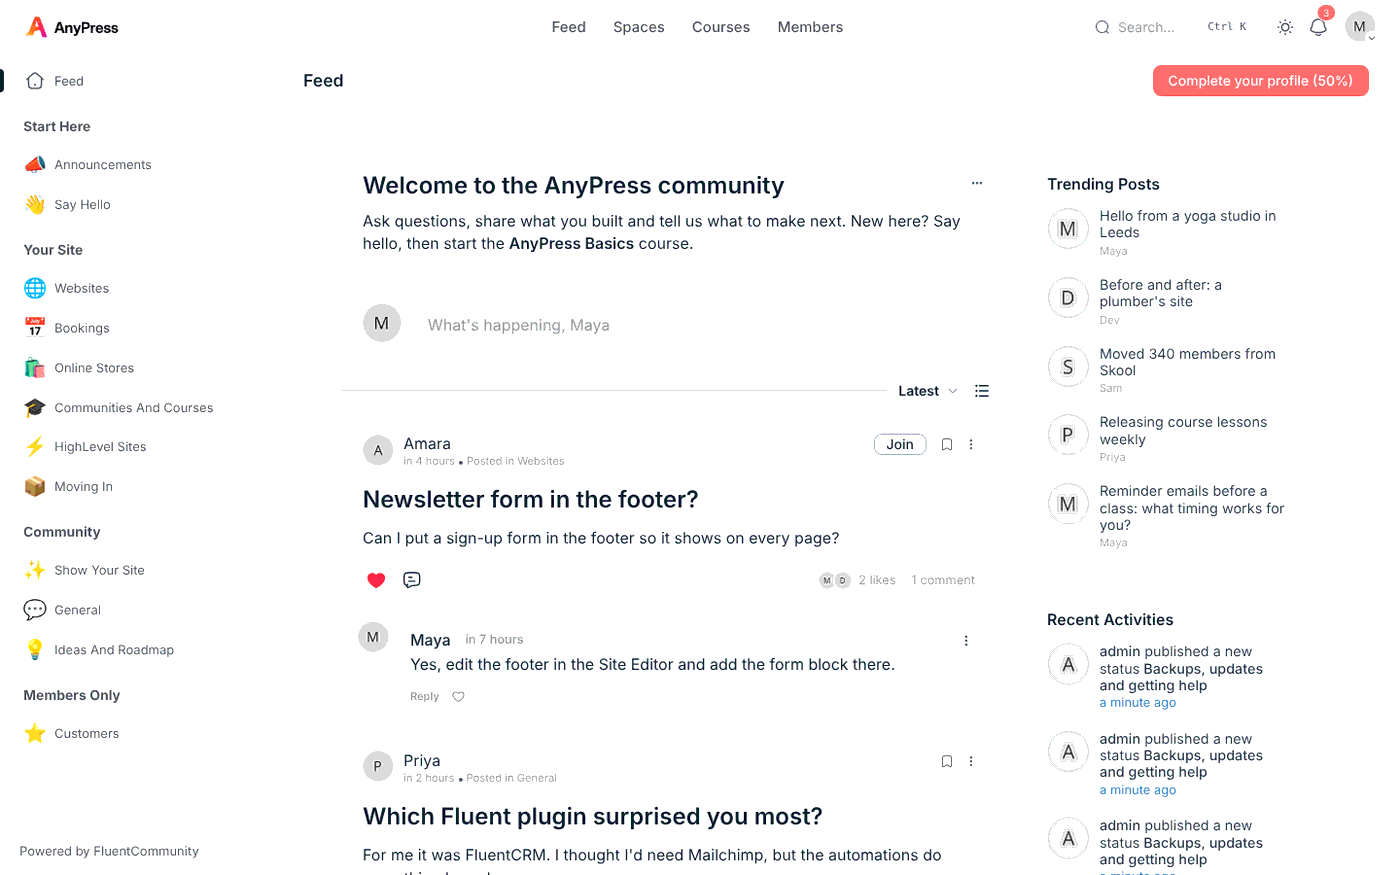 AnyPress
Feed
Spaces
Courses
Members
Search...
Ctrl K
3
M
Feed
Start Here
Announcements
Say Hello
Your Site
Websites
July
17
Bookings
Online Stores
Communities And Courses
HighLevel Sites
Moving In
Community
Show Your Site
General
Ideas And Roadmap
Members Only
Customers
Powered by FluentCommunity
Feed
Complete your profile (50%)
Welcome to the AnyPress community
Ask questions, share what you built and tell us what to make next. New here? Say
hello, then start the AnyPress Basics course.
M
What's happening, Maya
Latest
A
Amara
in 4 hours • Posted in Websites
Join
Newsletter form in the footer?
Can I put a sign-up form in the footer so it shows on every page?
M D 2 likes 1 comment
M
Maya in 7 hours
Yes, edit the footer in the Site Editor and add the form block there.
Reply
P
Priya
in 2 hours • Posted in General
Which Fluent plugin surprised you most?
For me it was FluentCRM. I thought I'd need Mailchimp, but the automations do
Trending Posts
M
Hello from a yoga studio in
Leeds
Maya
D
Before and after: a
plumber's site
Dev
S
Moved 340 members from
Skool
Sam
P
Releasing course lessons
weekly
Priya
M
Reminder emails before a
class: what timing works for
you?
Maya
Recent Activities
A
admin published a new
status Backups, updates
and getting help
a minute ago
A
admin published a new
status Backups, updates
and getting help
a minute ago
A
admin published a new
status Backups, updates
and getting help